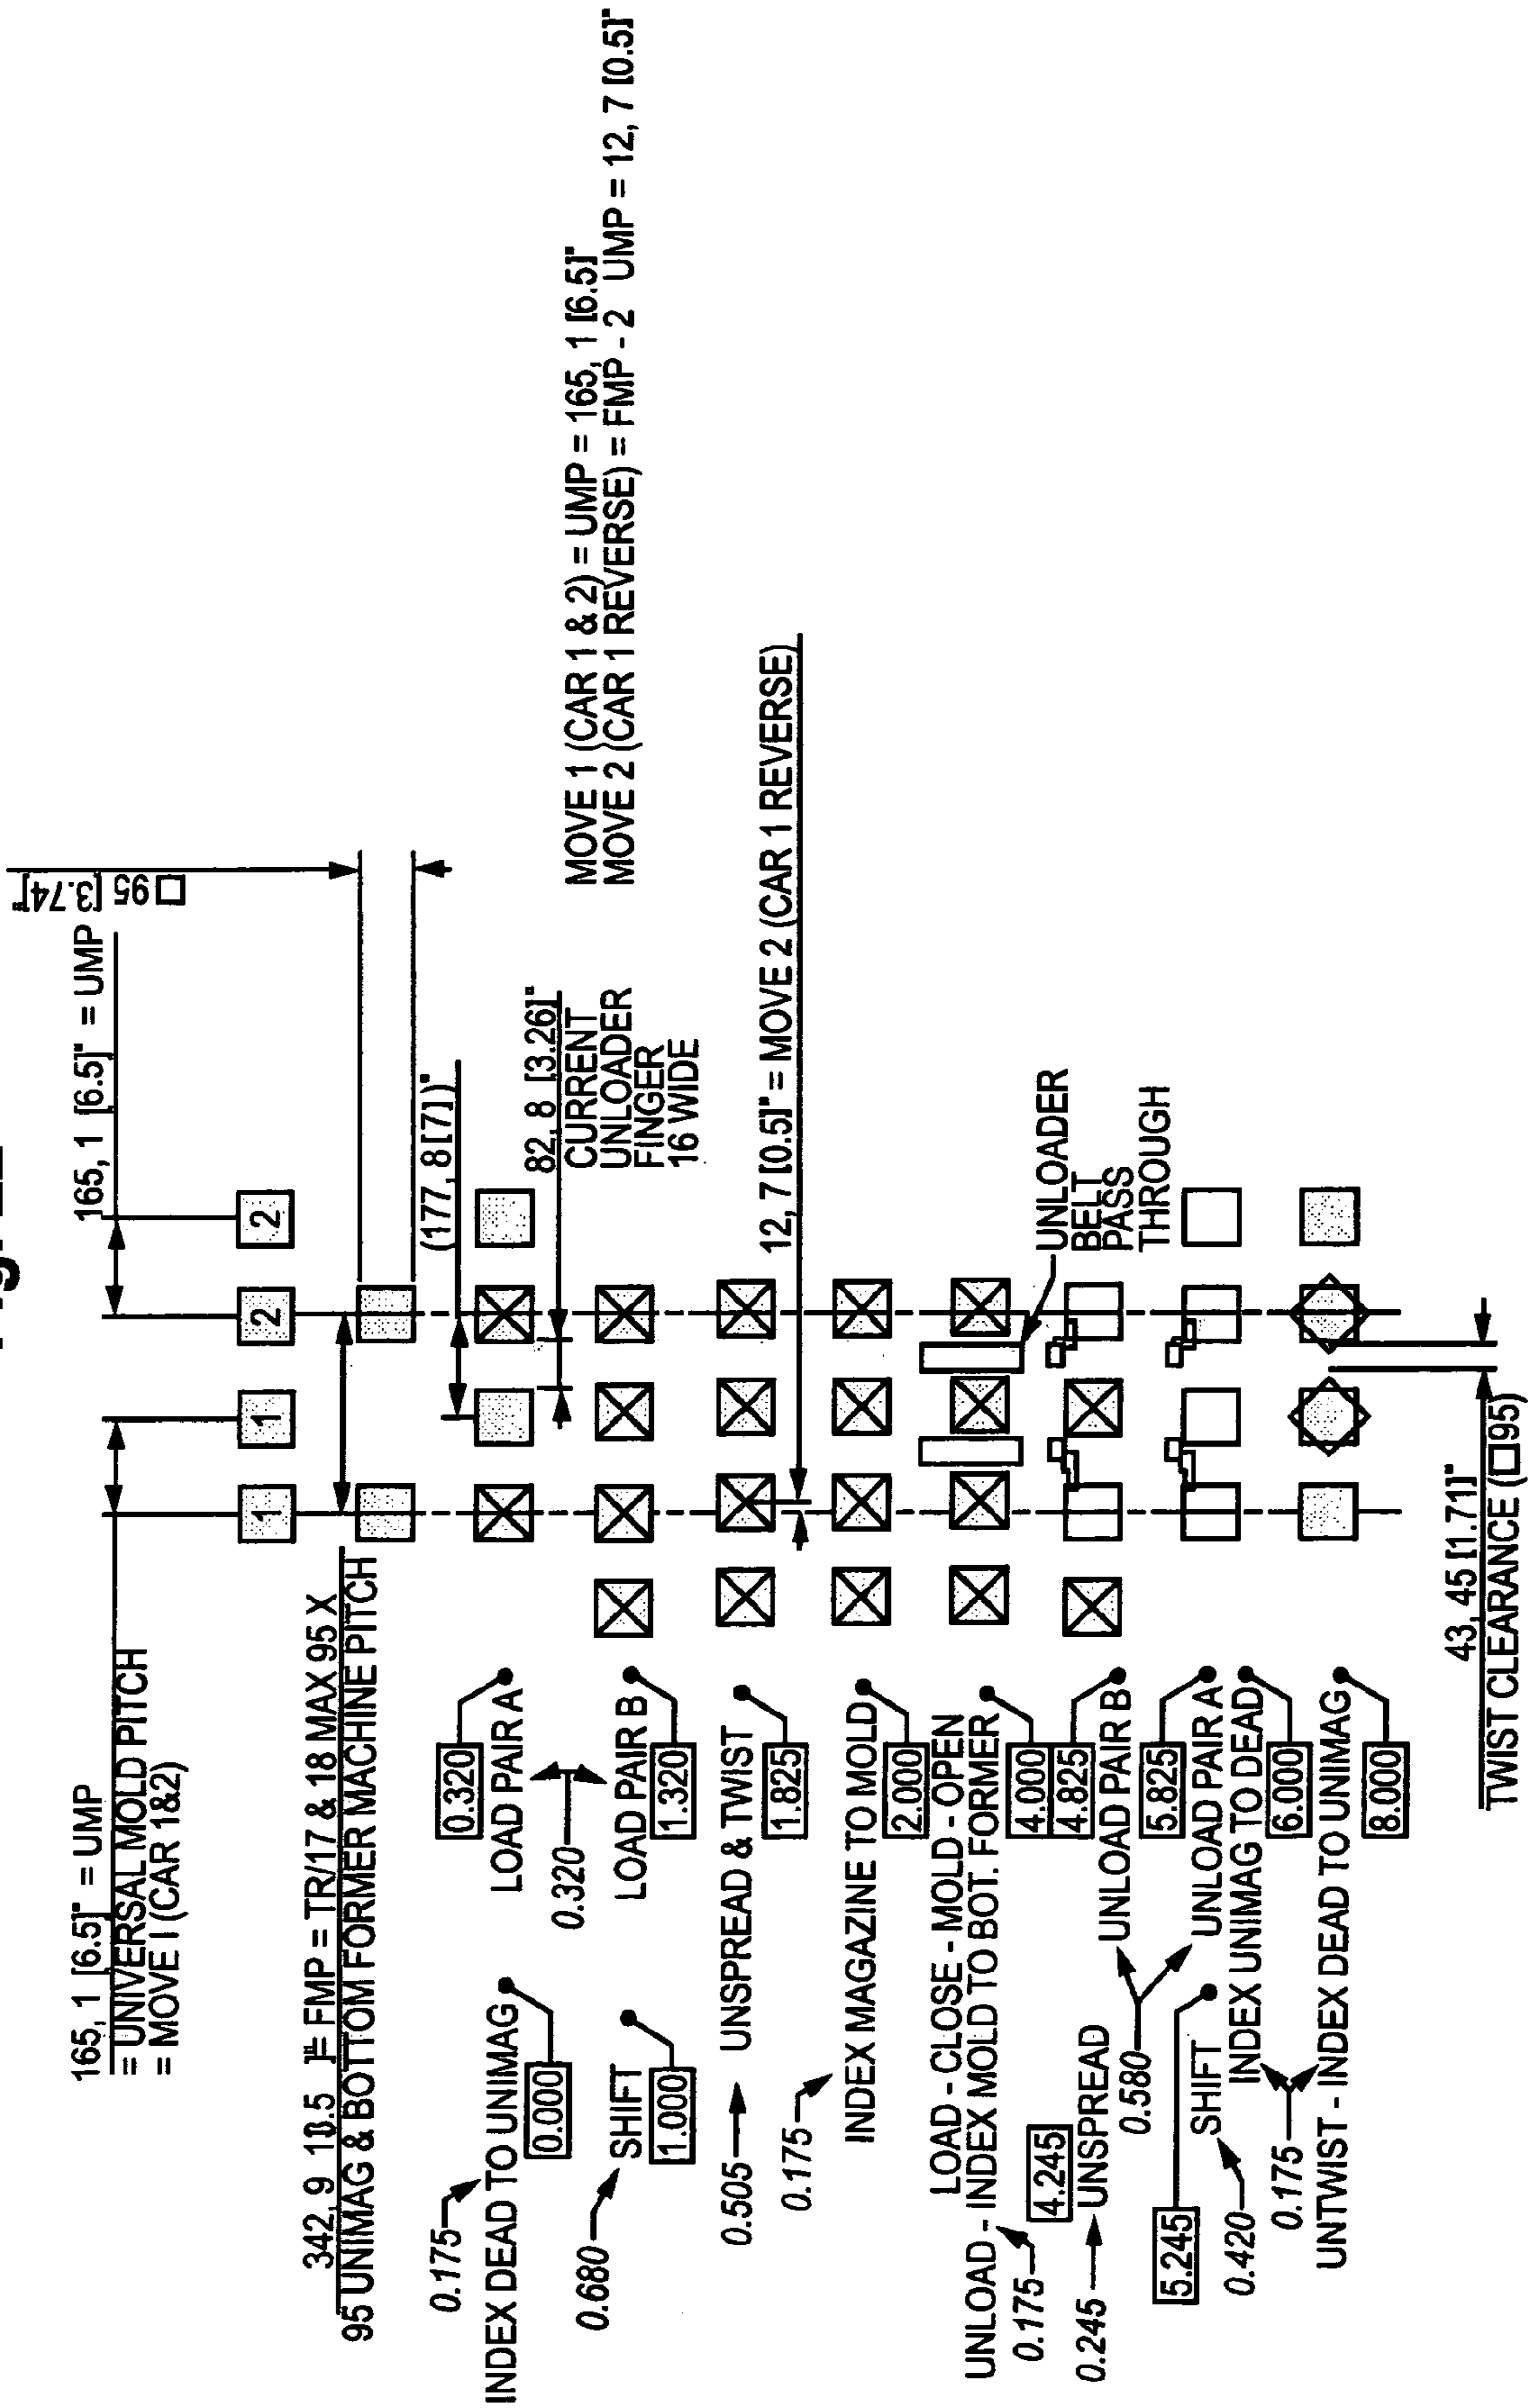 165, 1 [6.5]" = UMP
= UNIVERSAL MOLD PITCH
= MOVE I (CAR 1&2)
165, 1 [6.5]" = UMP
□95
[3.74]"
1
1
2
2
342, 9 13.5 ]"= FMP = TR/17 & 18 MAX 95 X
95 UNIMAG & BOTTOM FORMER MACHINE PITCH
(177, 8 [7])"
82, 8 [3.26]"
CURRENT
UNLOADER
FINGER
16 WIDE
MOVE 1 (CAR 1 & 2) = UMP = 165, 1 [6.5]"
MOVE 2 (CAR 1 REVERSE) = FMP - 2 UMP = 12, 7 [0.5]"
0.175
INDEX DEAD TO UNIMAG
0.000
0.320
LOAD PAIR A
0.320
0.680
SHIFT
1.000
LOAD PAIR B
1.320
0.505
UNSPREAD & TWIST
1.825
12, 7 [0.5]"= MOVE 2 (CAR 1 REVERSE)
0.175
INDEX MAGAZINE TO MOLD
2.000
LOAD - CLOSE - MOLD - OPEN
UNLOAD - INDEX MOLD TO BOT. FORMER
0.175
4.000
4.245
4.825
0.245
UNSPREAD
UNLOAD PAIR B
0.580
5.245
5.825
SHIFT
0.420
UNLOAD PAIR A
INDEX UNIMAG TO DEAD
0.175
6.000
UNTWIST - INDEX DEAD TO UNIMAG
8.000
UNLOADER
BELT
PASS
THROUGH
43, 45 [1.71]"
TWIST CLEARANCE (□95)